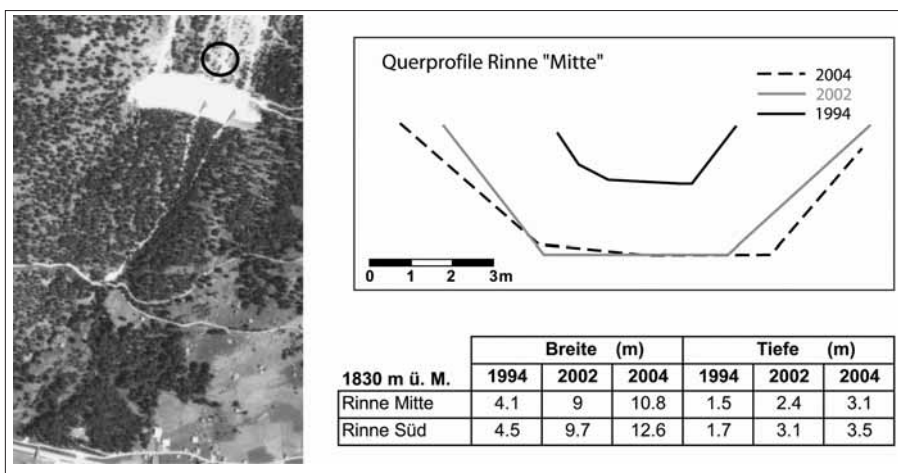 Querprofile Rinne "Mitte"
2004
2002
1994
0 1 2 3m
Breite (m) Tiefe (m)
1830 m ü. M. 1994 2002 2004 1994 2002 2004
Rinne Mitte 4.1 9 10.8 1.5 2.4 3.1
Rinne Süd 4.5 9.7 12.6 1.7 3.1 3.5